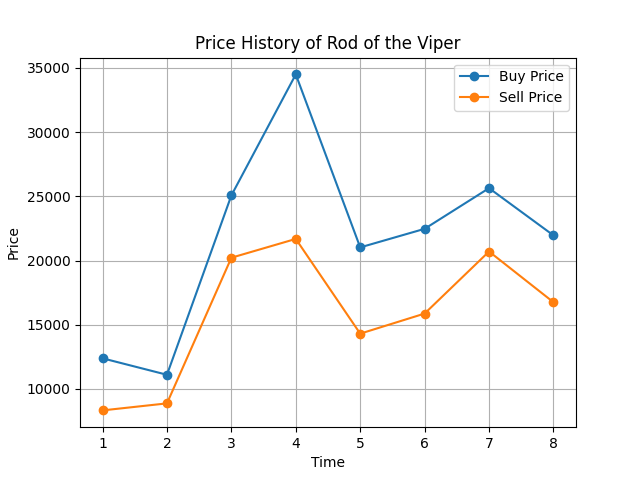 Price History of Rod of the Viper
Buy Price
Sell Price
35000
30000
25000
20000
15000
10000
Price
1 2 3 4 5 6 7 8
Time